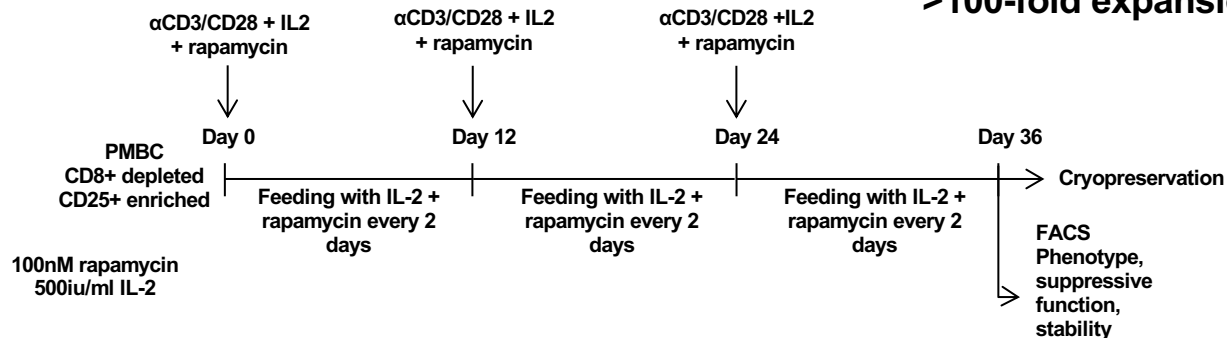 >100-fold expansi
αCD3/CD28 + IL2
+ rapamycin
αCD3/CD28 + IL2
+ rapamycin
αCD3/CD28 +IL2
+ rapamycin
Day 0
Day 12
Day 24
Day 36
PMBC
CD8+ depleted
CD25+ enriched
Feeding with IL-2 +
rapamycin every 2
days
Feeding with IL-2 +
rapamycin every 2
days
Feeding with IL-2 +
rapamycin every 2
days
Cryopreservation
100nM rapamycin
500iu/ml IL-2
FACS
Phenotype,
suppressive
function,
stability